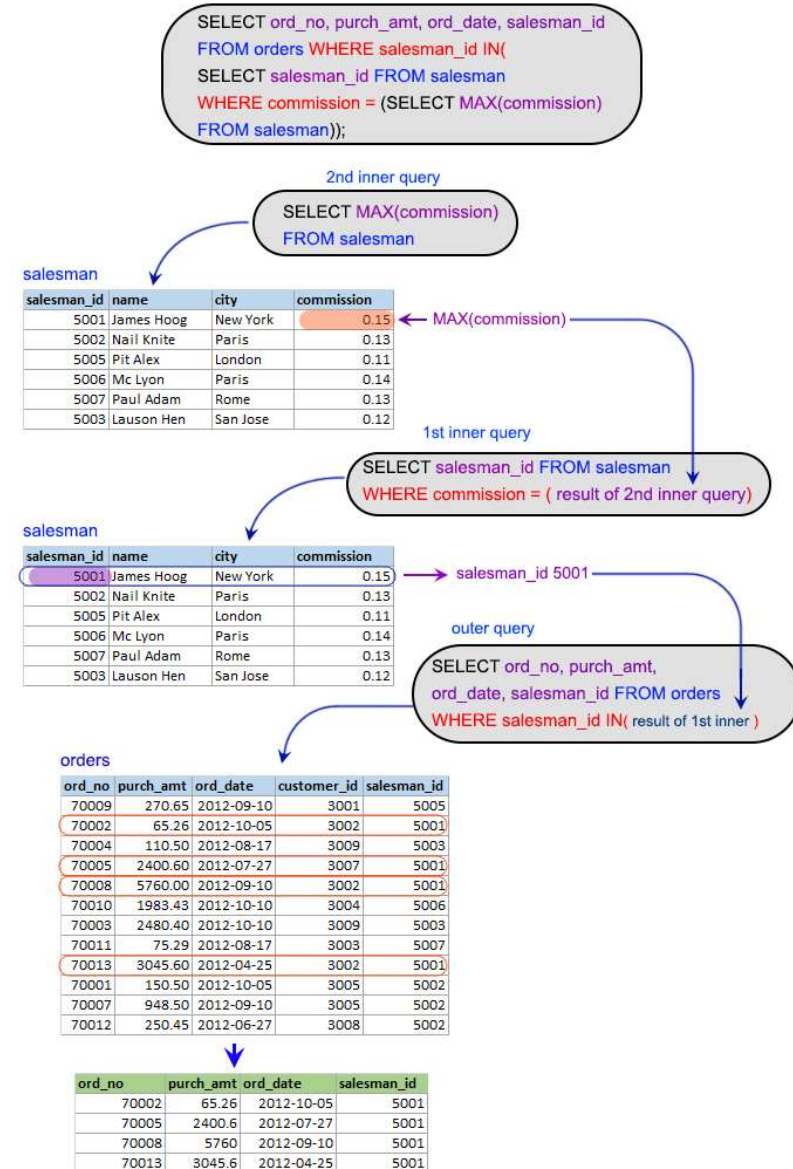 SELECT ord_no, purch_amt, ord_date, salesman_id
FROM orders WHERE salesman_id IN(
SELECT salesman_id FROM salesman
WHERE commission = (SELECT MAX(commission)
FROM salesman));
2nd inner query
SELECT MAX(commission)
FROM salesman
salesman
salesman_id name city commission
5001 James Hoog New York 0.15
5002 Nail Knite Paris 0.13
5005 Pit Alex London 0.11
5006 Mc Lyon Paris 0.14
5007 Paul Adam Rome 0.13
5003 Lauson Hen San Jose 0.12
MAX(commission)
1st inner query
SELECT salesman_id FROM salesman
WHERE commission = ( result of 2nd inner query)
salesman
salesman_id name city commission
5001 James Hoog New York 0.15
5002 Nail Knite Paris 0.13
5005 Pit Alex London 0.11
5006 Mc Lyon Paris 0.14
5007 Paul Adam Rome 0.13
5003 Lauson Hen San Jose 0.12
salesman_id 5001
outer query
SELECT ord_no, purch_amt,
ord_date, salesman_id FROM orders
WHERE salesman_id IN( result of 1st inner )
orders
ord_no purch_amt ord_date customer_id salesman_id
70009 270.65 2012-09-10 3001 5005
70002 65.26 2012-10-05 3002 5001
70004 110.50 2012-08-17 3009 5003
70005 2400.60 2012-07-27 3007 5001
70008 5760.00 2012-09-10 3002 5001
70010 1983.43 2012-10-10 3004 5006
70003 2480.40 2012-10-10 3009 5003
70011 75.29 2012-08-17 3003 5007
70013 3045.60 2012-04-25 3002 5001
70001 150.50 2012-10-05 3005 5002
70007 948.50 2012-09-10 3005 5002
70012 250.45 2012-06-27 3008 5002
ord_no purch_amt ord_date salesman_id
70002 65.26 2012-10-05 5001
70005 2400.6 2012-07-27 5001
70008 5760 2012-09-10 5001
70013 3045.6 2012-04-25 5001